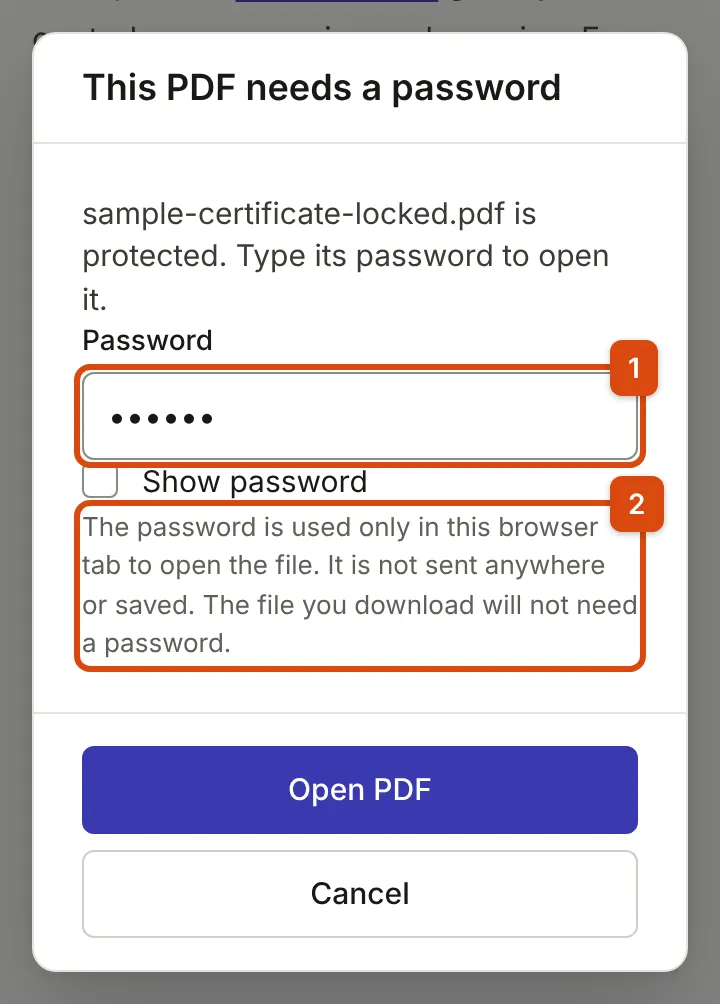 This PDF needs a password
sample-certificate-locked.pdf is
protected. Type its password to open
it.
Password
1
••••••
Show password
2
The password is used only in this browser
tab to open the file. It is not sent anywhere
or saved. The file you download will not need
a password.
Open PDF
Cancel